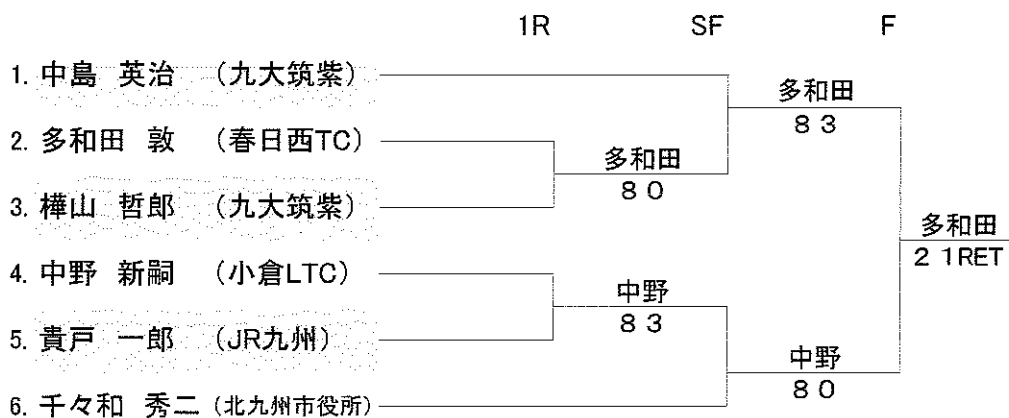 1R SF F
1. 中島 英治 (九大筑紫)
多和田
8 3
2. 多和田 敦 (春日西TC)
多和田
8 0
3. 樺山 哲郎 (九大筑紫)
多和田
2 1RET
4. 中野 新嗣 (小倉LTC)
中野
8 3
5. 貴戸 一郎 (JR九州)
中野
8 0
6. 千々和 秀二 (北九州市役所)